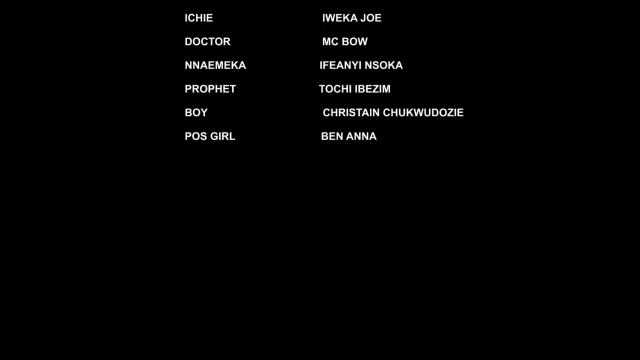 ICHIE IWEKA JOE
DOCTOR MC BOW
NNAEMEKA IFEANYI NSOKA
PROPHET TOCHI IBEZIM
BOY CHRISTAIN CHUKWUDOZIE
POS GIRL BEN ANNA